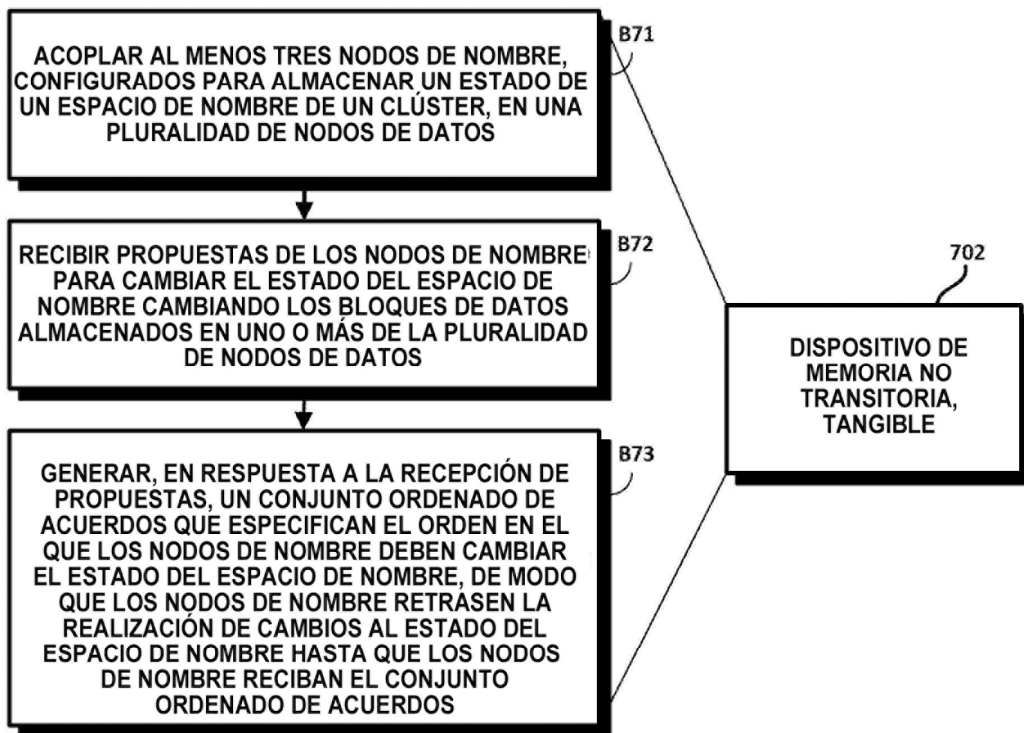 ACOPLAR AL MENOS TRES NODOS DE NOMBRE,
CONFIGURADOS PARA ALMACENAR UN ESTADO DE
UN ESPACIO DE NOMBRE DE UN CLÚSTER, EN UNA
PLURALIDAD DE NODOS DE DATOS
B71
RECIBIR PROPUESTAS DE LOS NODOS DE NOMBRE
PARA CAMBIAR EL ESTADO DEL ESPACIO DE
NOMBRE CAMBIANDO LOS BLOQUES DE DATOS
ALMACENADOS EN UNO O MÁS DE LA PLURALIDAD
DE NODOS DE DATOS
B72
GENERAR, EN RESPUESTA A LA RECEPCIÓN DE
PROPUESTAS, UN CONJUNTO ORDENADO DE
ACUERDOS QUE ESPECIFICAN EL ORDEN EN EL
QUE LOS NODOS DE NOMBRE DEBEN CAMBIAR
EL ESTADO DEL ESPACIO DE NOMBRE, DE MODO
QUE LOS NODOS DE NOMBRE RETRASEN LA
REALIZACIÓN DE CAMBIOS AL ESTADO DEL
ESPACIO DE NOMBRE HASTA QUE LOS NODOS
DE NOMBRE RECIBAN EL CONJUNTO
ORDENADO DE ACUERDOS
B73
702
DISPOSITIVO DE
MEMORIA NO
TRANSITORIA,
TANGIBLE